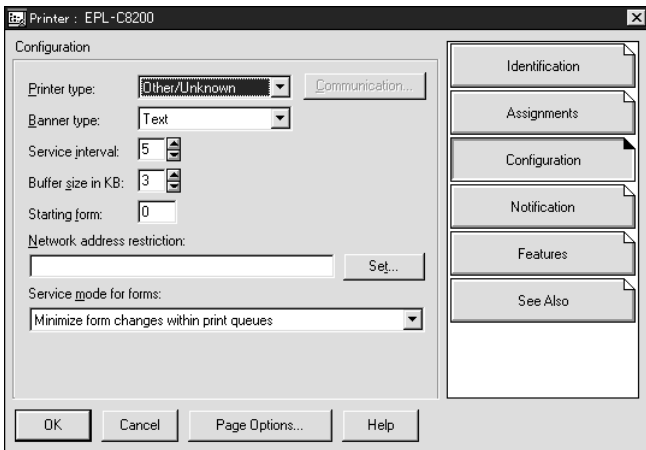 Printer : EPL-C8200
Configuration
Printer type: Other/Unknown Communication...
Banner type: Text
Service interval: 5
Buffer size in KB: 3
Starting form: 0
Network address restriction:
Set...
Service mode for forms:
Minimize form changes within print queues
OK Cancel Page Options... Help
Identification
Assignments
Configuration
Notification
Features
See Also